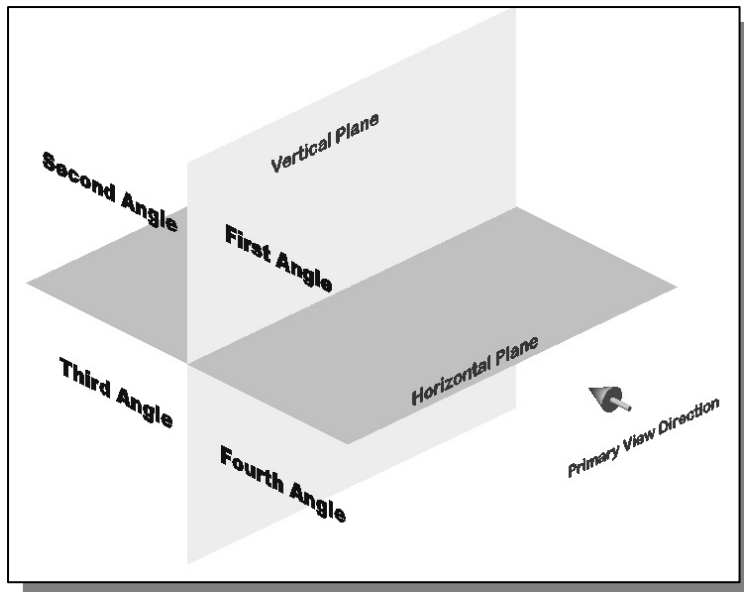 Vertical Plane
Second Angle
First Angle
Horizontal Plane
Third Angle
Primary View Direction
Fourth Angle